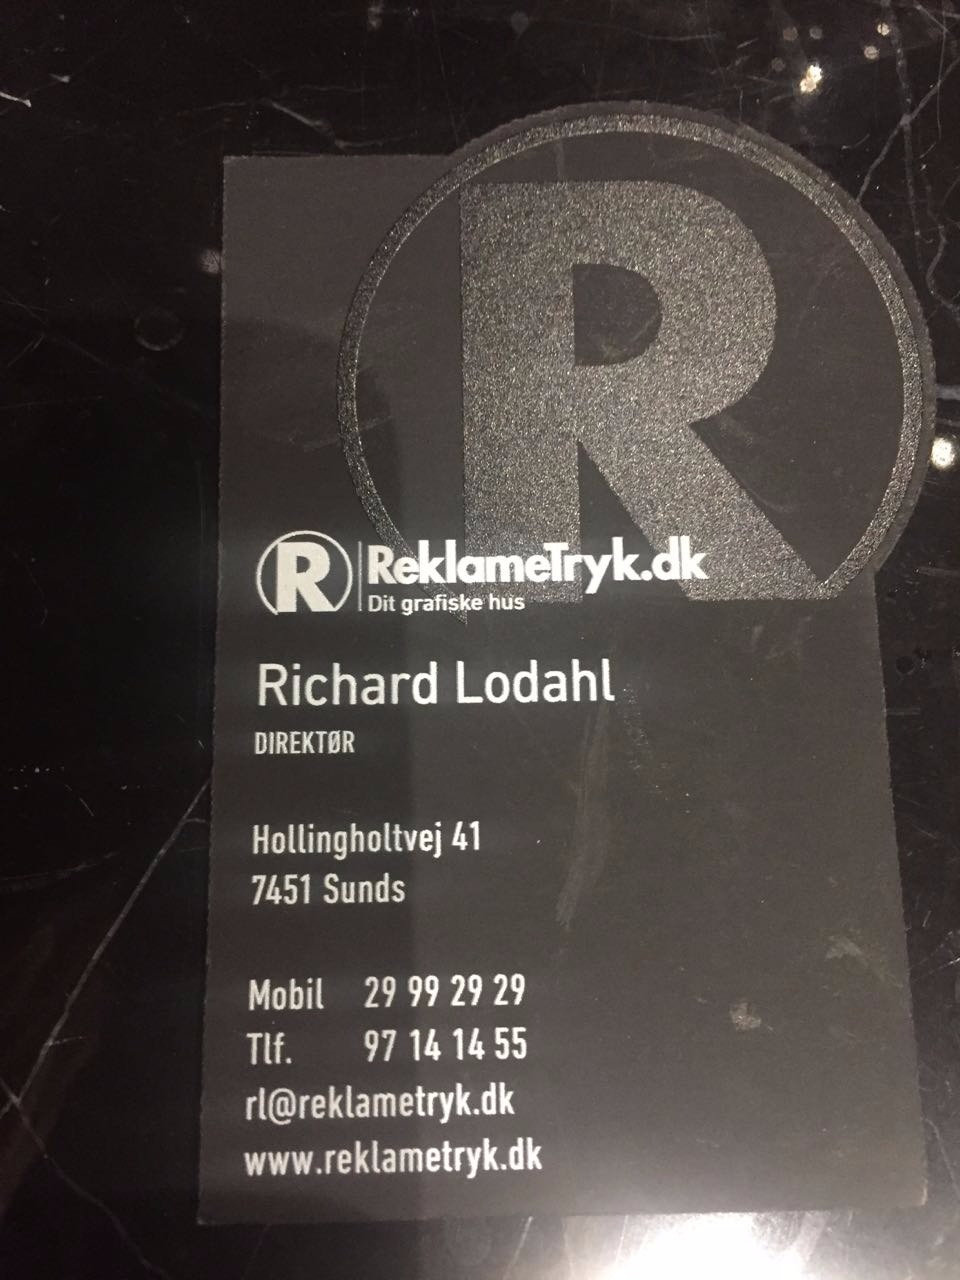 R
R ReklameTryk.dk
Dit grafiske hus
Richard Lodahl
DIREKTØR
Hollingholtvej 41
7451 Sunds
Mobil 29 99 29 29
Tlf. 97 14 14 55
rl@reklametryk.dk
www.reklametryk.dk